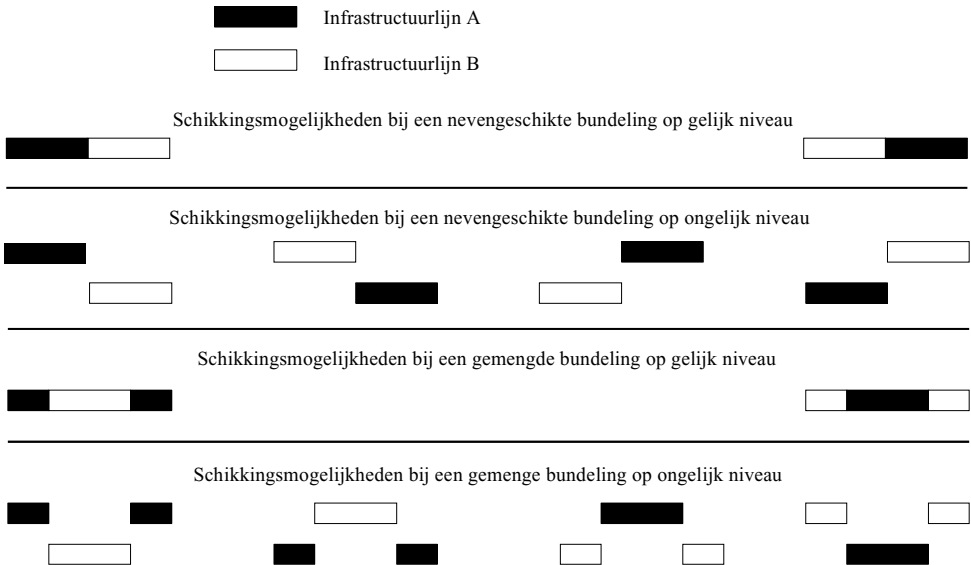 Infrastructuurlijn A
Infrastructuurlijn B
Schikkingsmogelijkheden bij een nevengeschikte bundeling op gelijk niveau
Schikkingsmogelijkheden bij een nevengeschikte bundeling op ongelijk niveau
Schikkingsmogelijkheden bij een gemengde bundeling op gelijk niveau
Schikkingsmogelijkheden bij een gemenge bundeling op ongelijk niveau